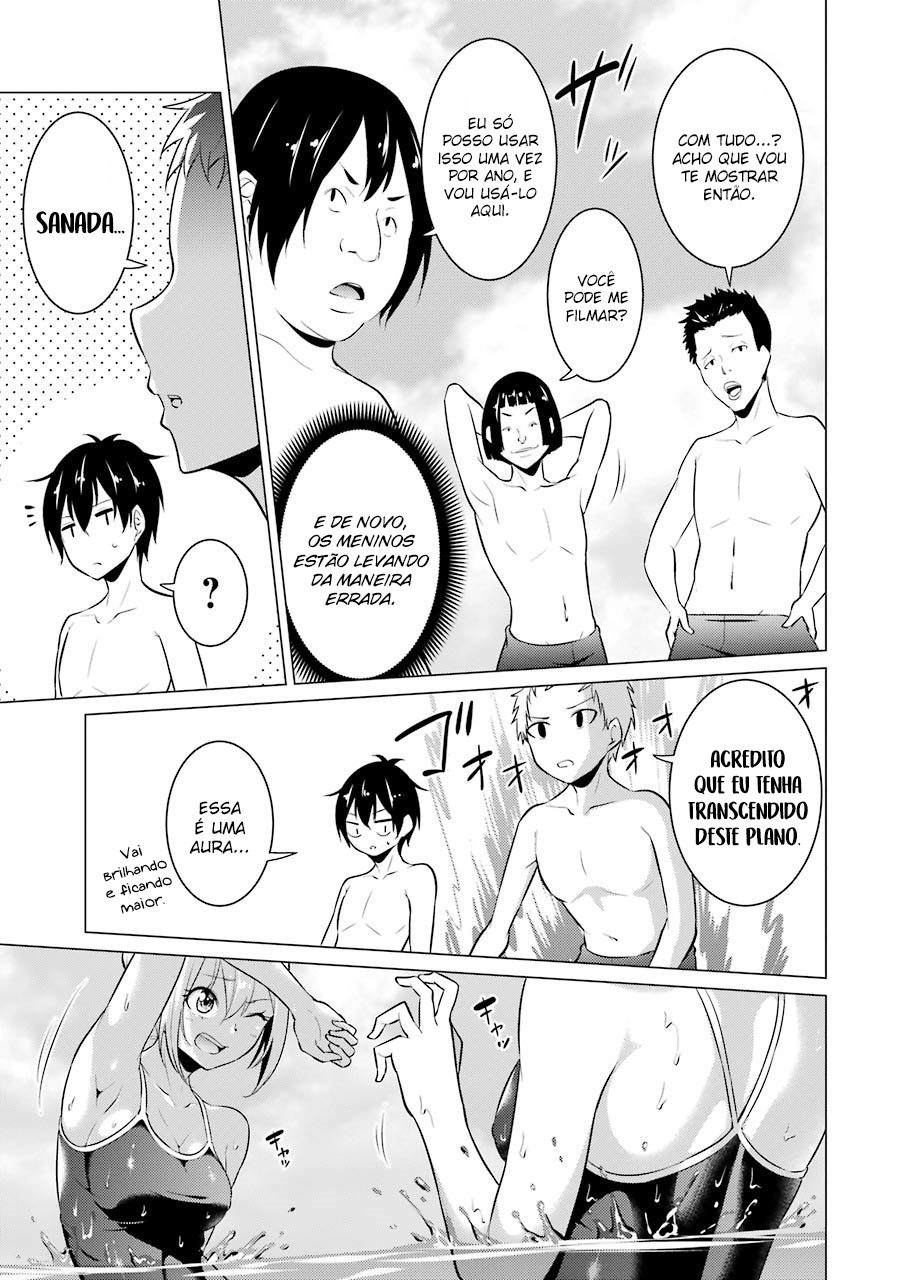 COM TUDO...?
ACHO QUE VOU
TE MOSTRAR
ENTÃO.
ザッ
EU SÓ
POSSO USAR
ISSO UMA VEZ
POR ANO, E
VOU USÁ-LO
AQUI.
VOCÊ
PODE ME
FILMAR?
E DE NOVO,
OS MENINOS
ESTÃO LEVANDO
DA MANEIRA
ERRADA.
SANADA...
?
ACREDITO
QUE EU TENHA
TRANSCENDIDO
DESTE PLANO.
ゴ
キ
キ
キ
ESSA
É UMA
AURA...
Vai
Brilhando
e ficando
maior.
チャッ
チャッ